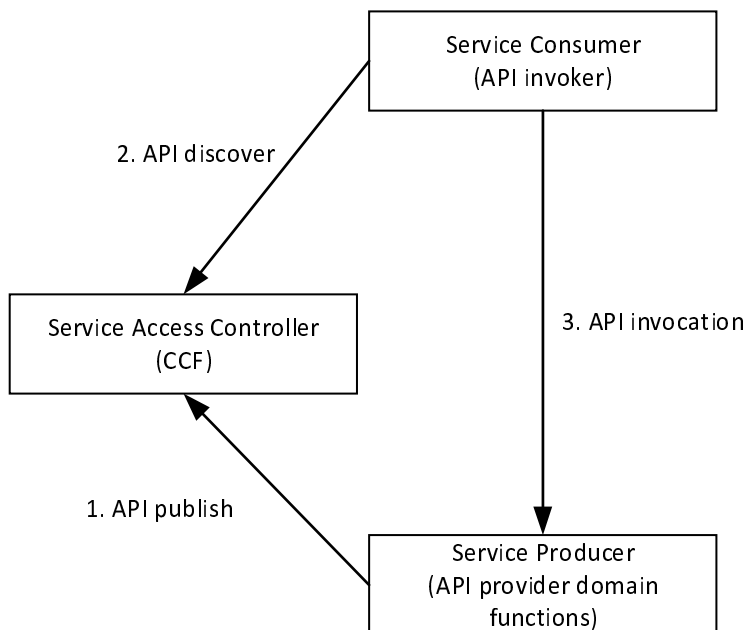 Service Consumer
(API invoker)
2. API discover
Service Access Controller
(CCF)
3. API invocation
1. API publish
Service Producer
(API provider domain
functions)